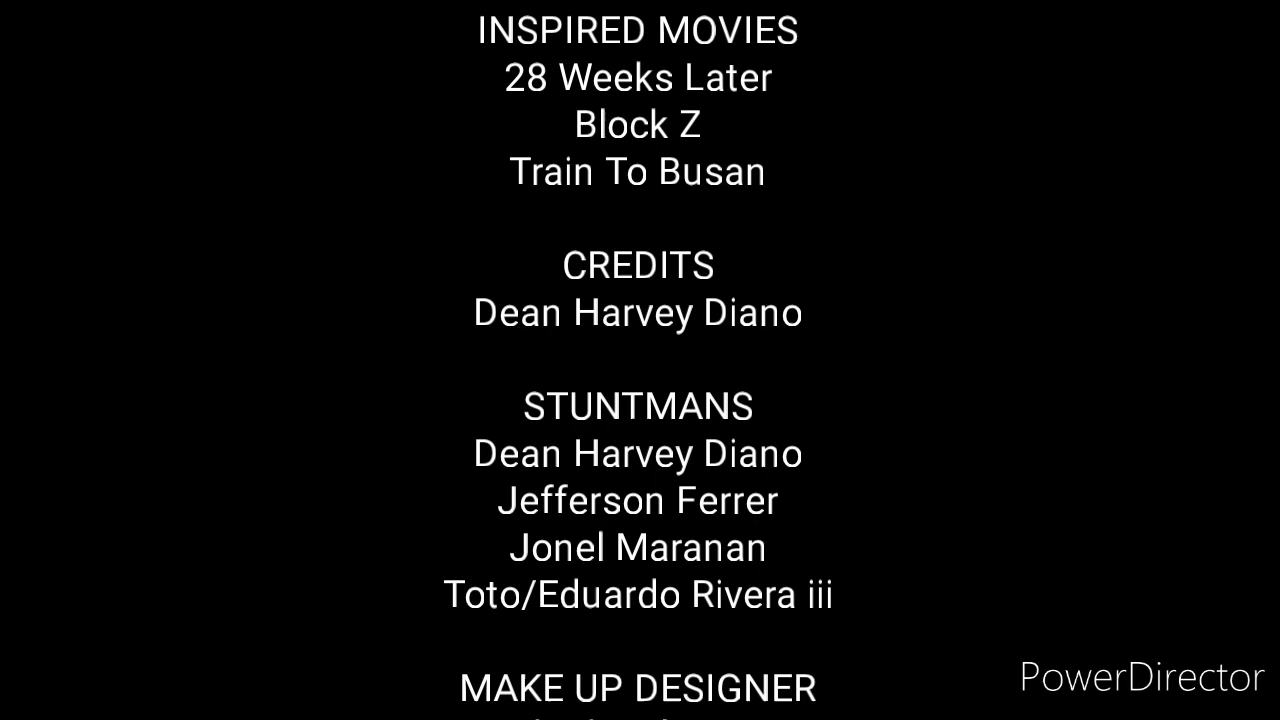 INSPIRED MOVIES
28 Weeks Later
Block Z
Train To Busan
CREDITS
Dean Harvey Diano
STUNTMANS
Dean Harvey Diano
Jefferson Ferrer
Jonel Maranan
Toto/Eduardo Rivera iii
MAKE UP DESIGNER
PowerDirector